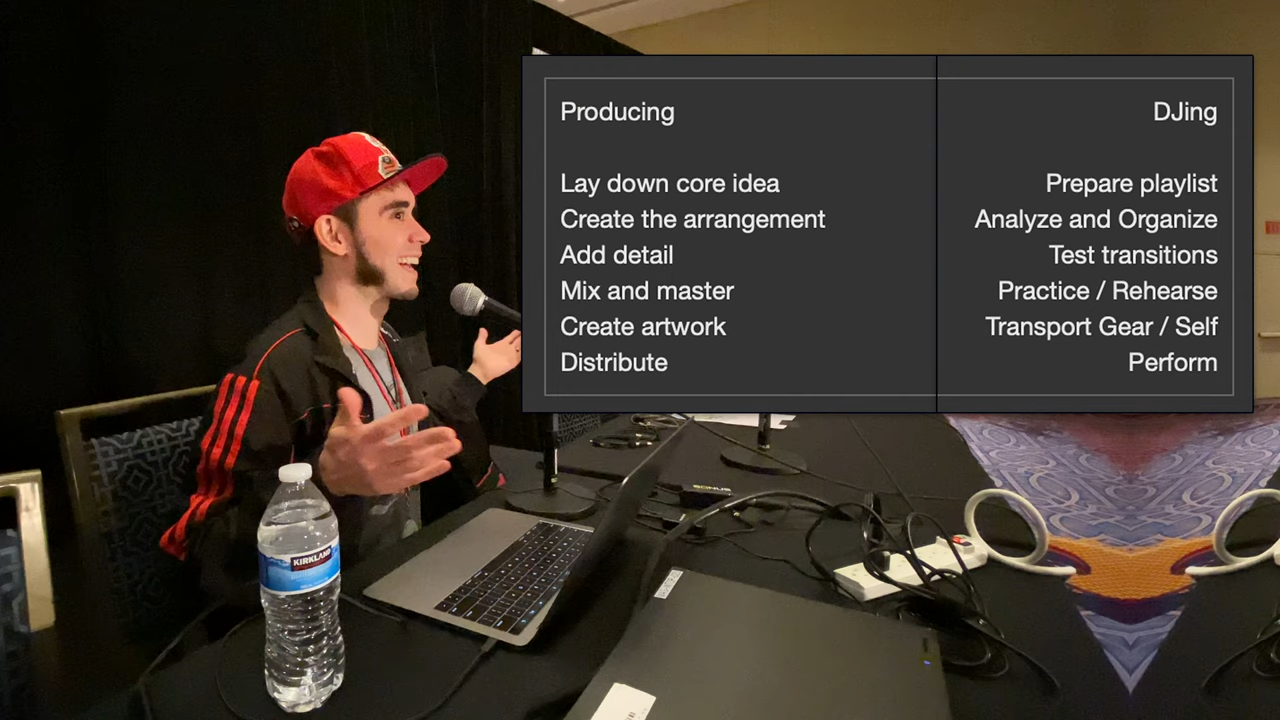 Producing
Lay down core idea
Create the arrangement
Add detail
Mix and master
Create artwork
Distribute
DJing
Prepare playlist
Analyze and Organize
Test transitions
Practice / Rehearse
Transport Gear / Self
Perform
KIRKLAND